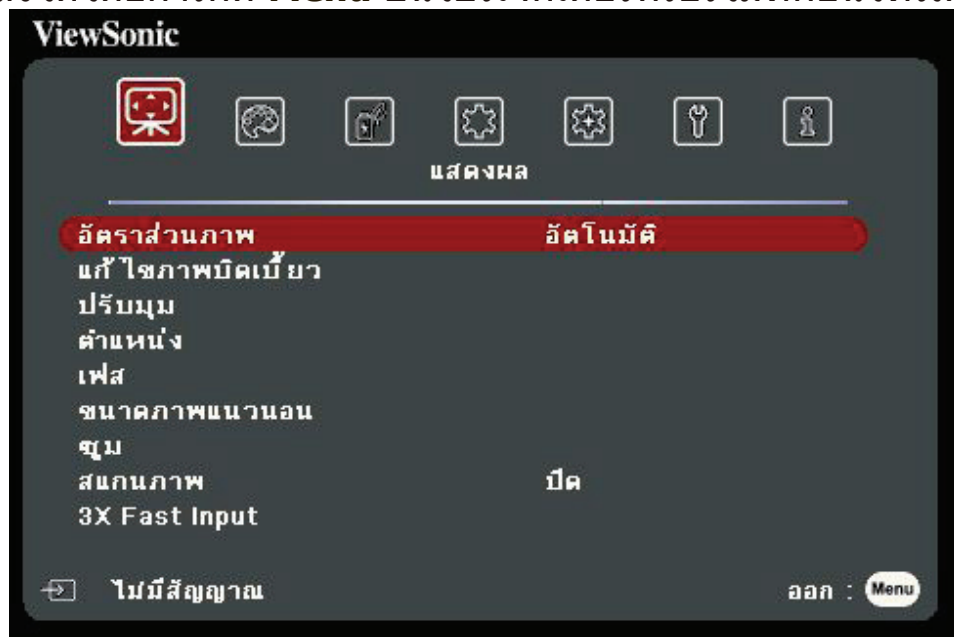 Menu
ViewSonic
แสดงผล
อัตราส่วนภาพ อัตโนมัติ
แก้ไขภาพบิดเบี้ยว
ปรับมุม
ตำแหน่ง
เฟส
ขนาดภาพแนวนอน
ซูม
สแกนภาพ ปิด
3X Fast Input
ไม่มีสัญญาณ ออก : Menu